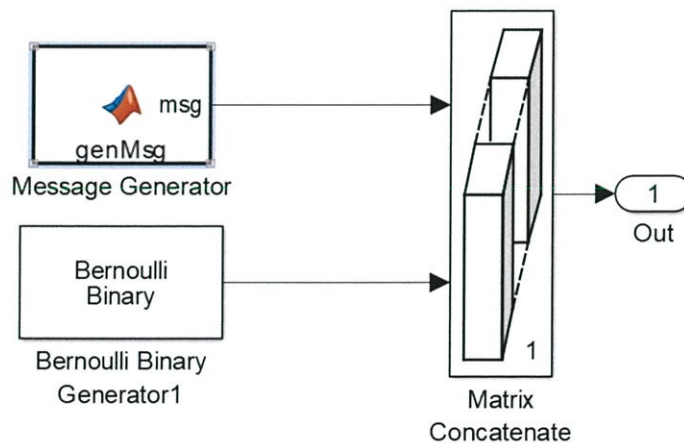 msg
genMsg
Message Generator
Bernoulli
Binary
Bernoulli Binary
Generator1
1
Matrix
Concatenate
1
Out